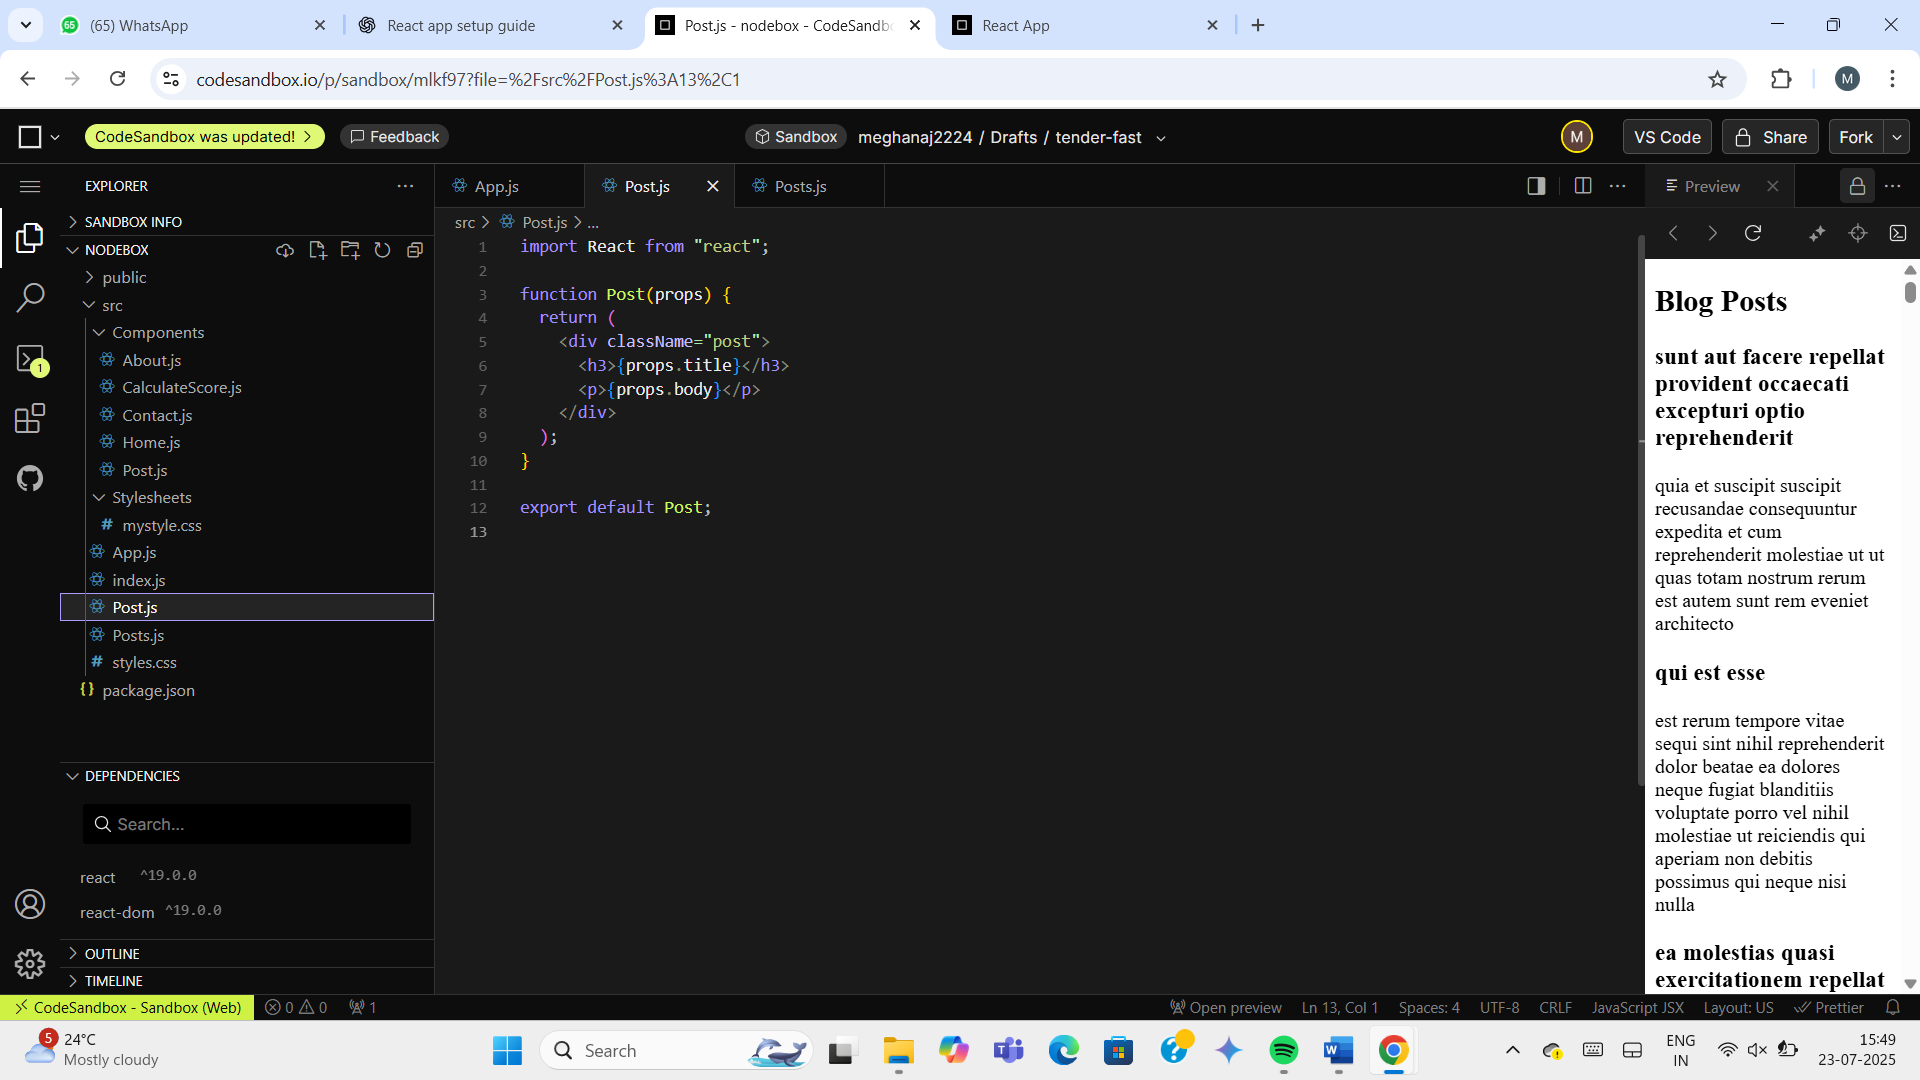 65
(65) WhatsApp
React app setup guide
Post.js - nodebox - CodeSandb
React App
codesandbox.io/p/sandbox/mlkf97?file=%2Fsrc%2FPost.js%3A13%2C1
M
CodeSandbox was updated!
Feedback
Sandbox
meghanaj2224 / Drafts / tender-fast
M
VS Code
Share
Fork
EXPLORER
App.js
Post.js
Posts.js
Preview
SANDBOX INFO
src > Post.js > ...
NODEBOX
public
src
Components
About.js
CalculateScore.js
Contact.js
Home.js
Post.js
Stylesheets
mystyle.css
App.js
index.js
Post.js
Posts.js
styles.css
package.json
1
DEPENDENCIES
Search...
react ^19.0.0
react-dom ^19.0.0
OUTLINE
TIMELINE
1 import React from "react";
2
3 function Post(props) {
4 return (
5 <div className="post">
6 <h3>{props.title}</h3>
7 <p>{props.body}</p>
8 </div>
9 );
10 }
11
12 export default Post;
13
Blog Posts
sunt aut facere repellat
provident occaecati
excepturi optio
reprehenderit
quia et suscipit suscipit
recusandae consequuntur
expedita et cum
reprehenderit molestiae ut ut
quas totam nostrum rerum
est autem sunt rem eveniet
architecto
qui est esse
est rerum tempore vitae
sequi sint nihil reprehenderit
dolor beatae ea dolores
neque fugiat blanditiis
voluptate porro vel nihil
molestiae ut reiciendis qui
aperiam non debitis
possimus qui neque nisi
nulla
ea molestias quasi
exercitationem repellat
CodeSandbox - Sandbox (Web)
0 0
1
Open preview
Ln 13, Col 1
Spaces: 4
UTF-8
CRLF
JavaScript JSX
Layout: US
Prettier
5
24°C
Mostly cloudy
Search
ENG
IN
15:49
23-07-2025